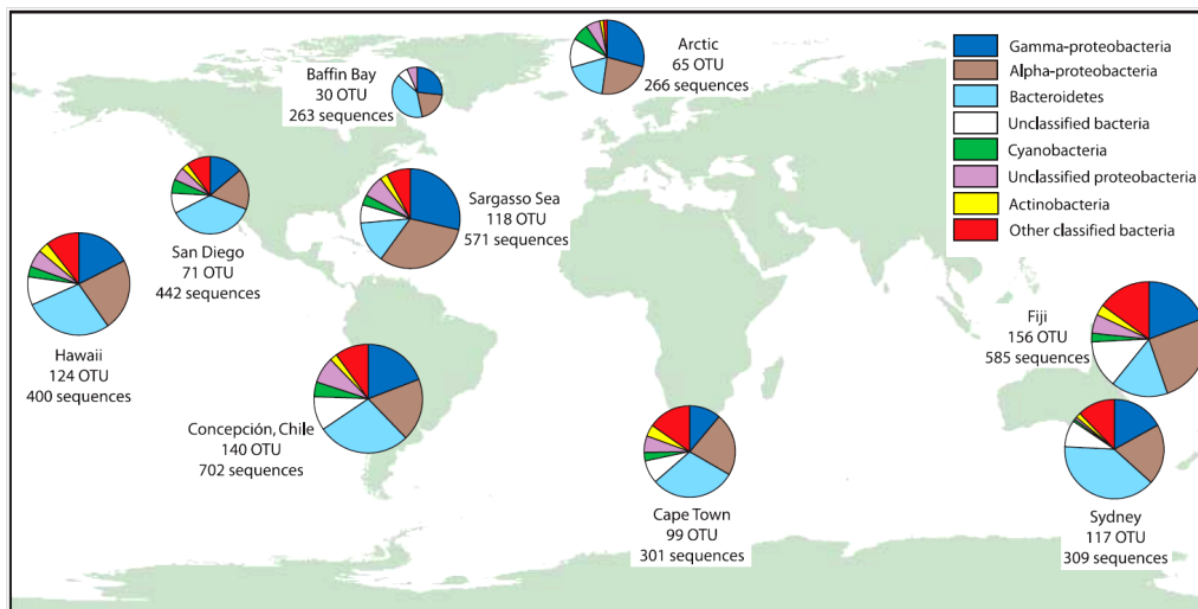 Arctic
65 OTU
266 sequences
Baffin Bay
30 OTU
263 sequences
Sargasso Sea
118 OTU
571 sequences
San Diego
71 OTU
442 sequences
Hawaii
124 OTU
400 sequences
Concepción, Chile
140 OTU
702 sequences
Cape Town
99 OTU
301 sequences
Fiji
156 OTU
585 sequences
Sydney
117 OTU
309 sequences
Gamma-proteobacteria
Alpha-proteobacteria
Bacteroidetes
Unclassified bacteria
Cyanobacteria
Unclassified proteobacteria
Actinobacteria
Other classified bacteria